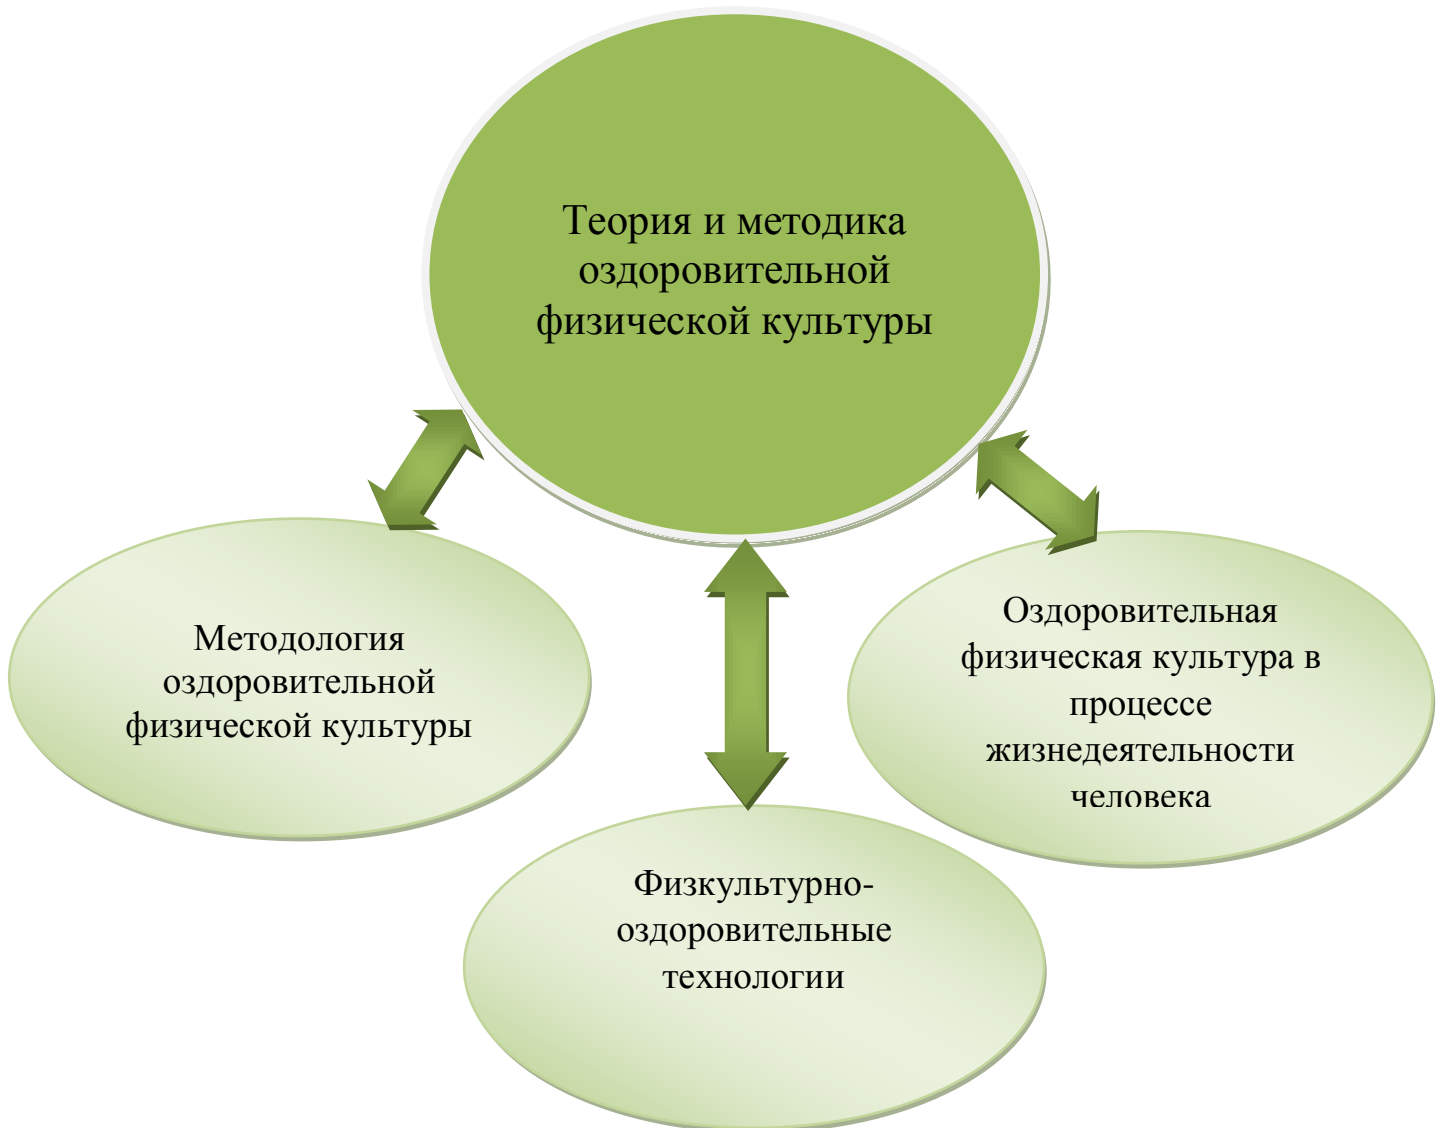 Теория и методика
оздоровительной
физической культуры
Методология
оздоровительной
физической культуры
Оздоровительная
физическая культура в
процессе
жизнедеятельности
человека
Физкультурно-
оздоровительные
технологии